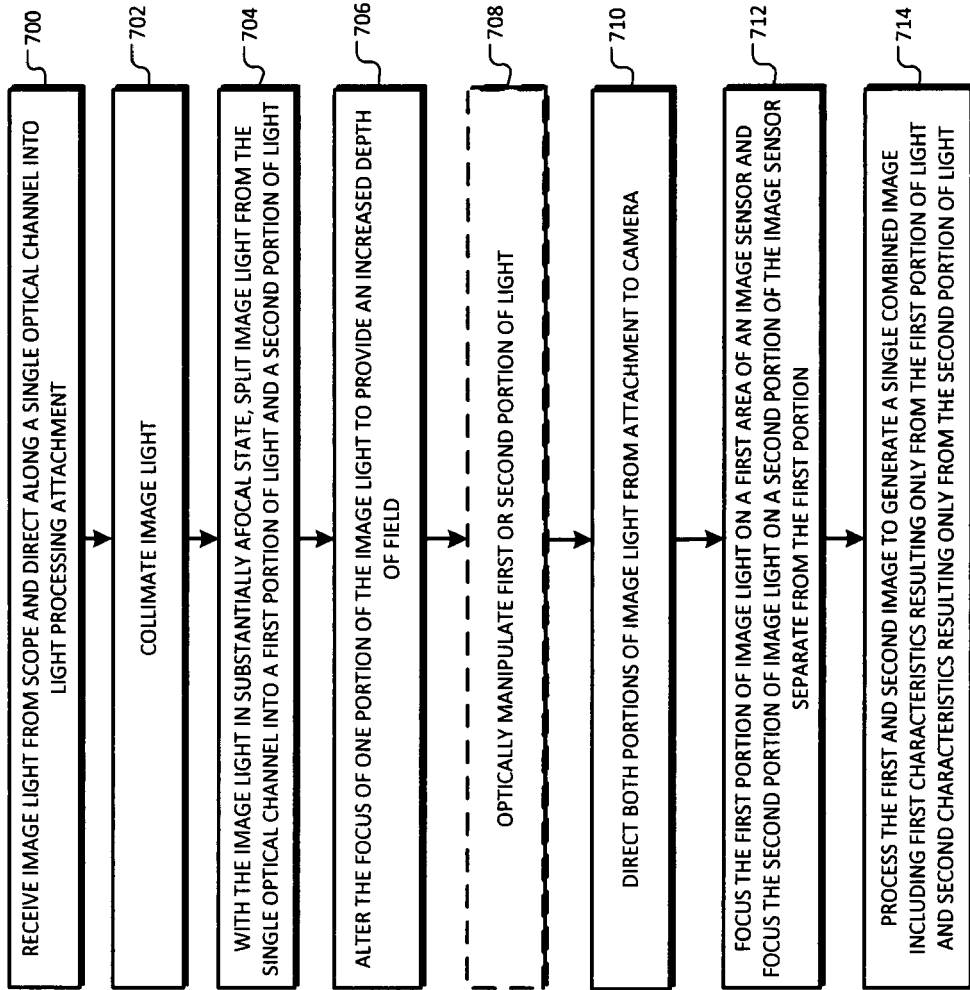 RECEIVE IMAGE LIGHT FROM SCOPE AND DIRECT ALONG A SINGLE OPTICAL CHANNEL INTO
LIGHT PROCESSING ATTACHMENT
700
COLLIMATE IMAGE LIGHT
702
WITH THE IMAGE LIGHT IN SUBSTANTIALLY AFOCAL STATE, SPLIT IMAGE LIGHT FROM THE
SINGLE OPTICAL CHANNEL INTO A FIRST PORTION OF LIGHT AND A SECOND PORTION OF LIGHT
704
ALTER THE FOCUS OF ONE PORTION OF THE IMAGE LIGHT TO PROVIDE AN INCREASED DEPTH
OF FIELD
706
OPTICALLY MANIPULATE FIRST OR SECOND PORTION OF LIGHT
708
DIRECT BOTH PORTIONS OF IMAGE LIGHT FROM ATTACHMENT TO CAMERA
710
FOCUS THE FIRST PORTION OF IMAGE LIGHT ON A FIRST AREA OF AN IMAGE SENSOR AND
FOCUS THE SECOND PORTION OF IMAGE LIGHT ON A SECOND PORTION OF THE IMAGE SENSOR
SEPARATE FROM THE FIRST PORTION
712
PROCESS THE FIRST AND SECOND IMAGE TO GENERATE A SINGLE COMBINED IMAGE
INCLUDING FIRST CHARACTERISTICS RESULTING ONLY FROM THE FIRST PORTION OF LIGHT
AND SECOND CHARACTERISTICS RESULTING ONLY FROM THE SECOND PORTION OF LIGHT
714